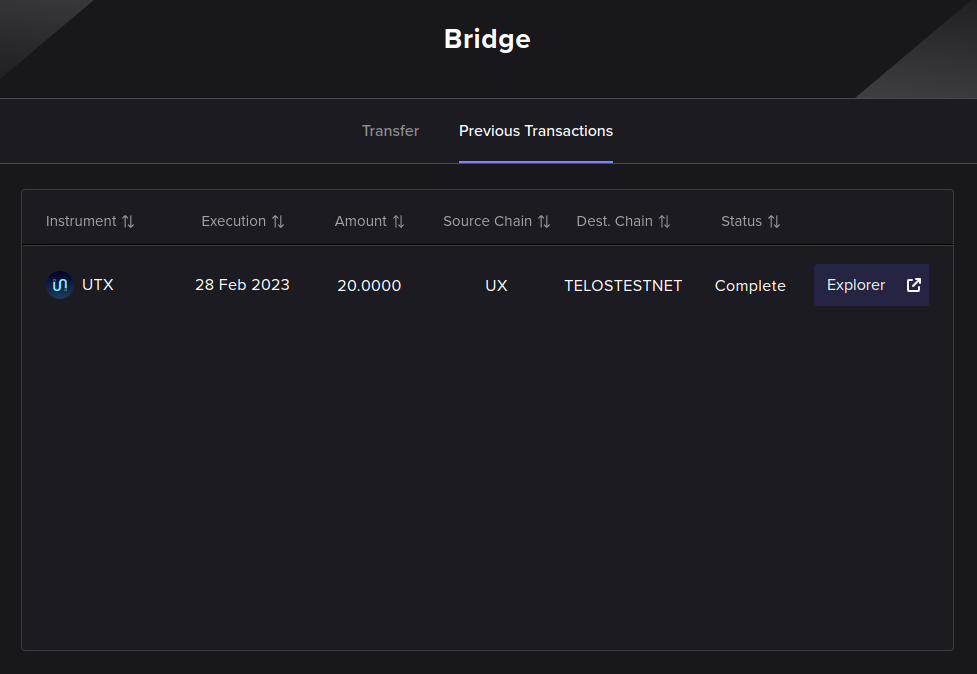 Bridge
Transfer Previous Transactions
Instrument Execution Amount Source Chain Dest. Chain Status
UTX 28 Feb 2023 20.0000 UX TELOSTESTNET Complete Explorer